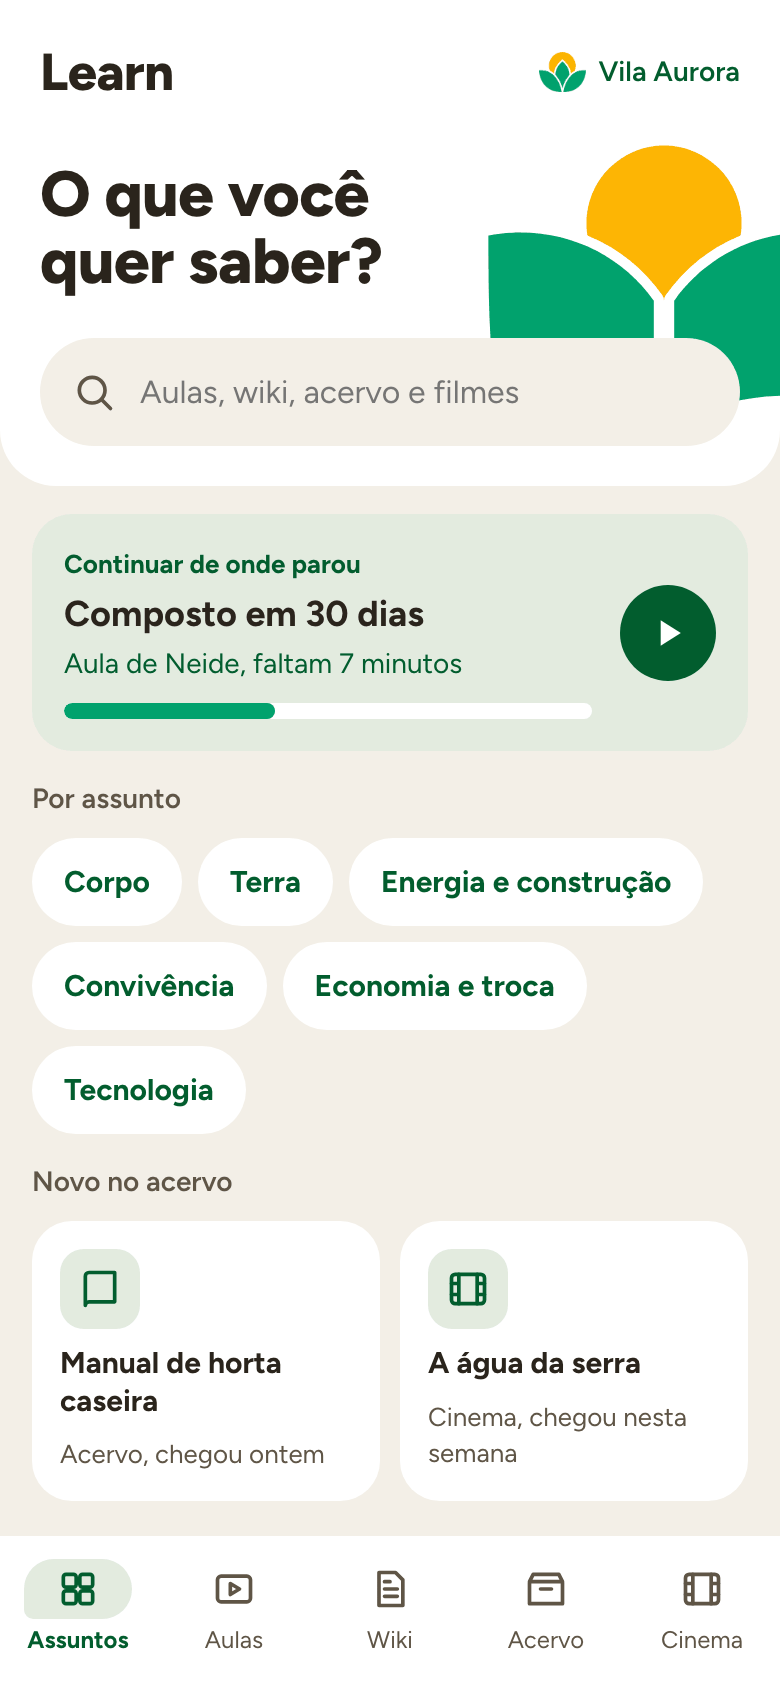 Learn
Vila Aurora
O que você
quer saber?
Aulas, wiki, acervo e filmes
Continuar de onde parou
Composto em 30 dias
Aula de Neide, faltam 7 minutos
Por assunto
Corpo
Terra
Energia e construção
Convivência
Economia e troca
Tecnologia
Novo no acervo
Manual de horta
caseira
Acervo, chegou ontem
A água da serra
Cinema, chegou nesta
semana
Assuntos
Aulas
Wiki
Acervo
Cinema